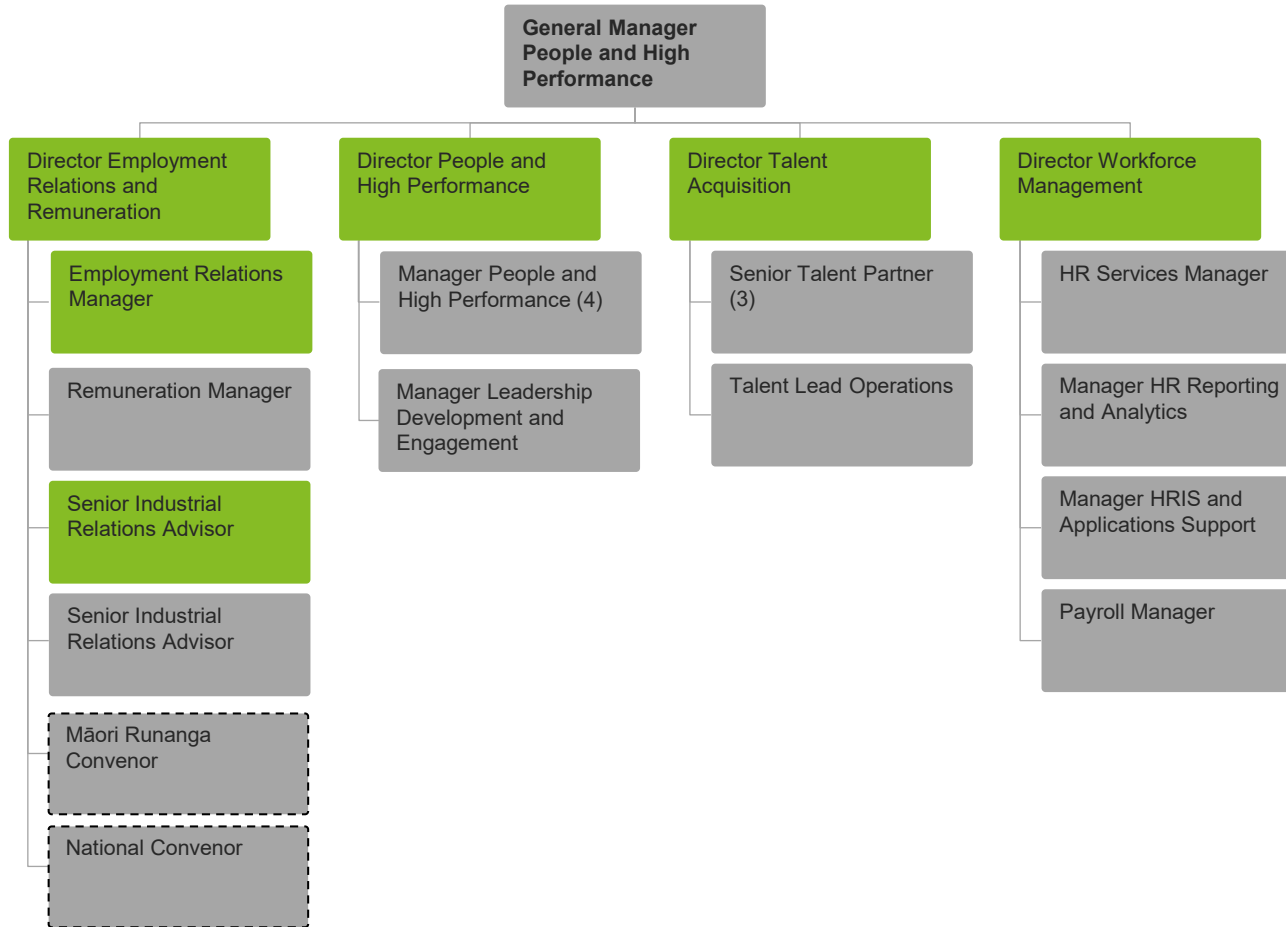 General Manager
People and High
Performance
Director Employment
Relations and
Remuneration
Employment Relations
Manager
Remuneration Manager
Senior Industrial
Relations Advisor
Senior Industrial
Relations Advisor
Māori Runanga
Convenor
National Convenor
Director People and
High Performance
Manager People and
High Performance (4)
Manager Leadership
Development and
Engagement
Director Talent
Acquisition
Senior Talent Partner
(3)
Talent Lead Operations
Director Workforce
Management
HR Services Manager
Manager HR Reporting
and Analytics
Manager HRIS and
Applications Support
Payroll Manager